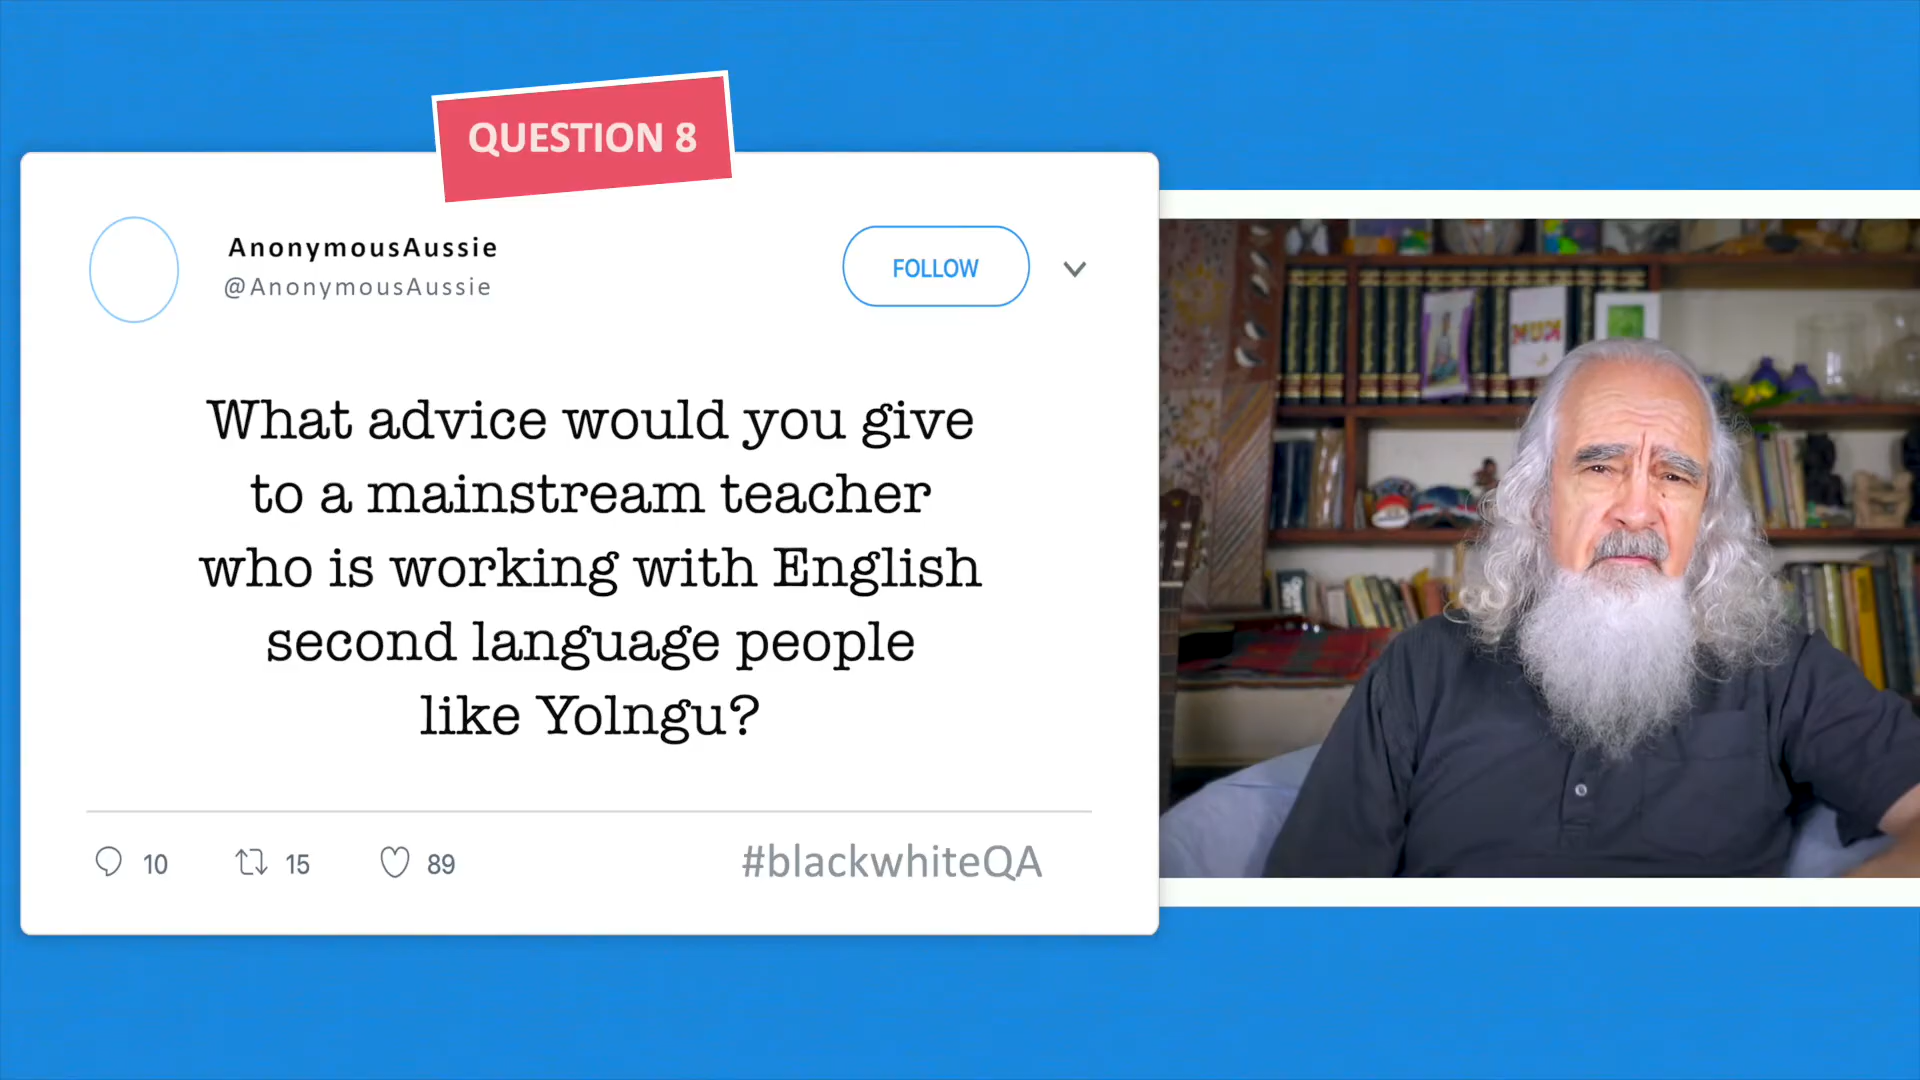 QUESTION 8
AnonymousAussie
@AnonymousAussie
FOLLOW
What advice would you give
to a mainstream teacher
who is working with English
second language people
like Yolngu?
10
15
89
#blackwhiteQA
MUM